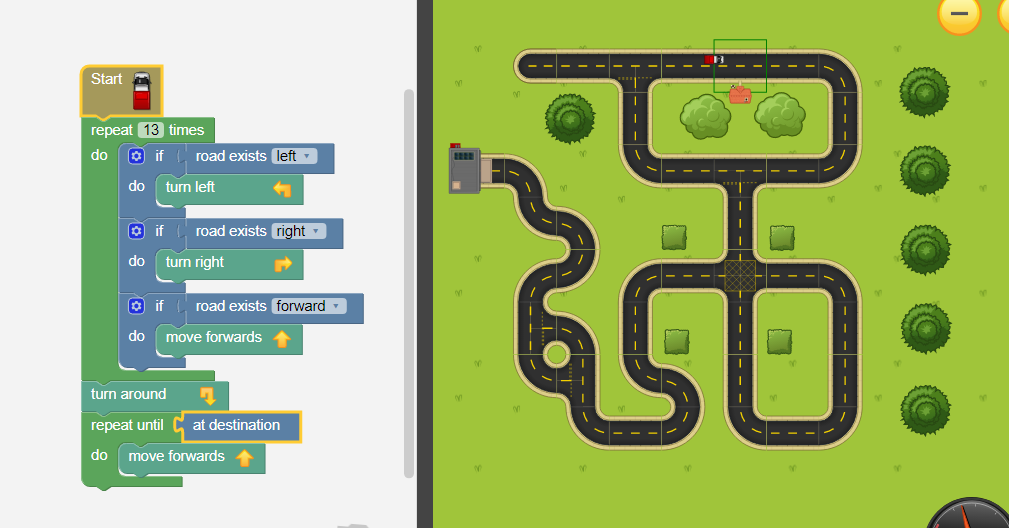 Start
repeat 13 times
do if road exists left
do turn left
if road exists right
do turn right
if road exists forward
do move forwards
turn around
repeat until at destination
do move forwards